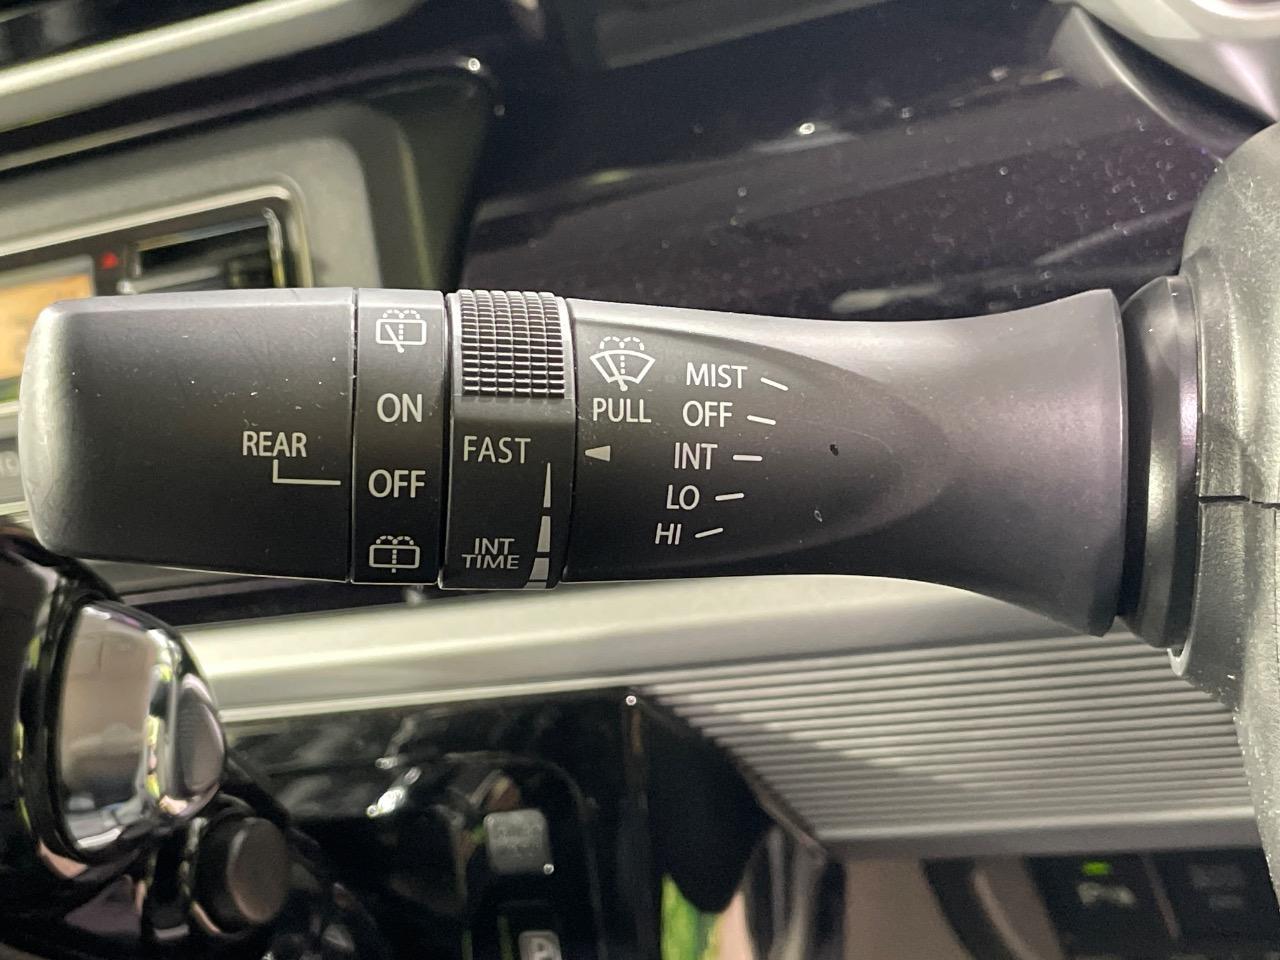 REAR
ON
OFF
FAST
INT
TIME
PULL
MIST
OFF
INT
LO
HI
P